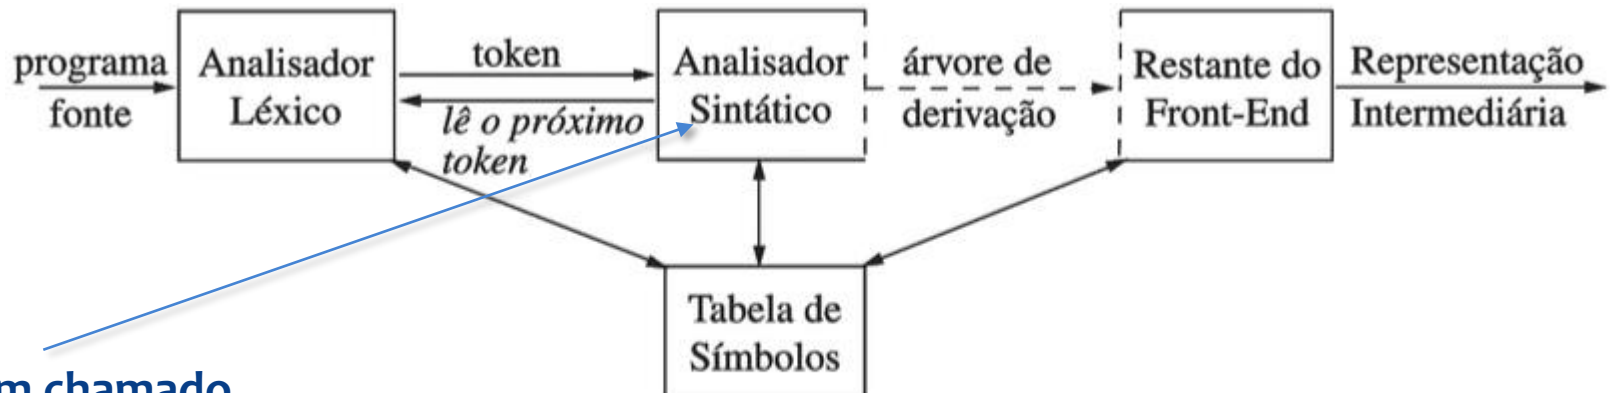 programa
fonte
Analisador
Léxico
token
lê o próximo
token
Analisador
Sintático
árvore de
derivação
Restante do
Front-End
Representação
Intermediária
Tabela de
Símbolos
chamado